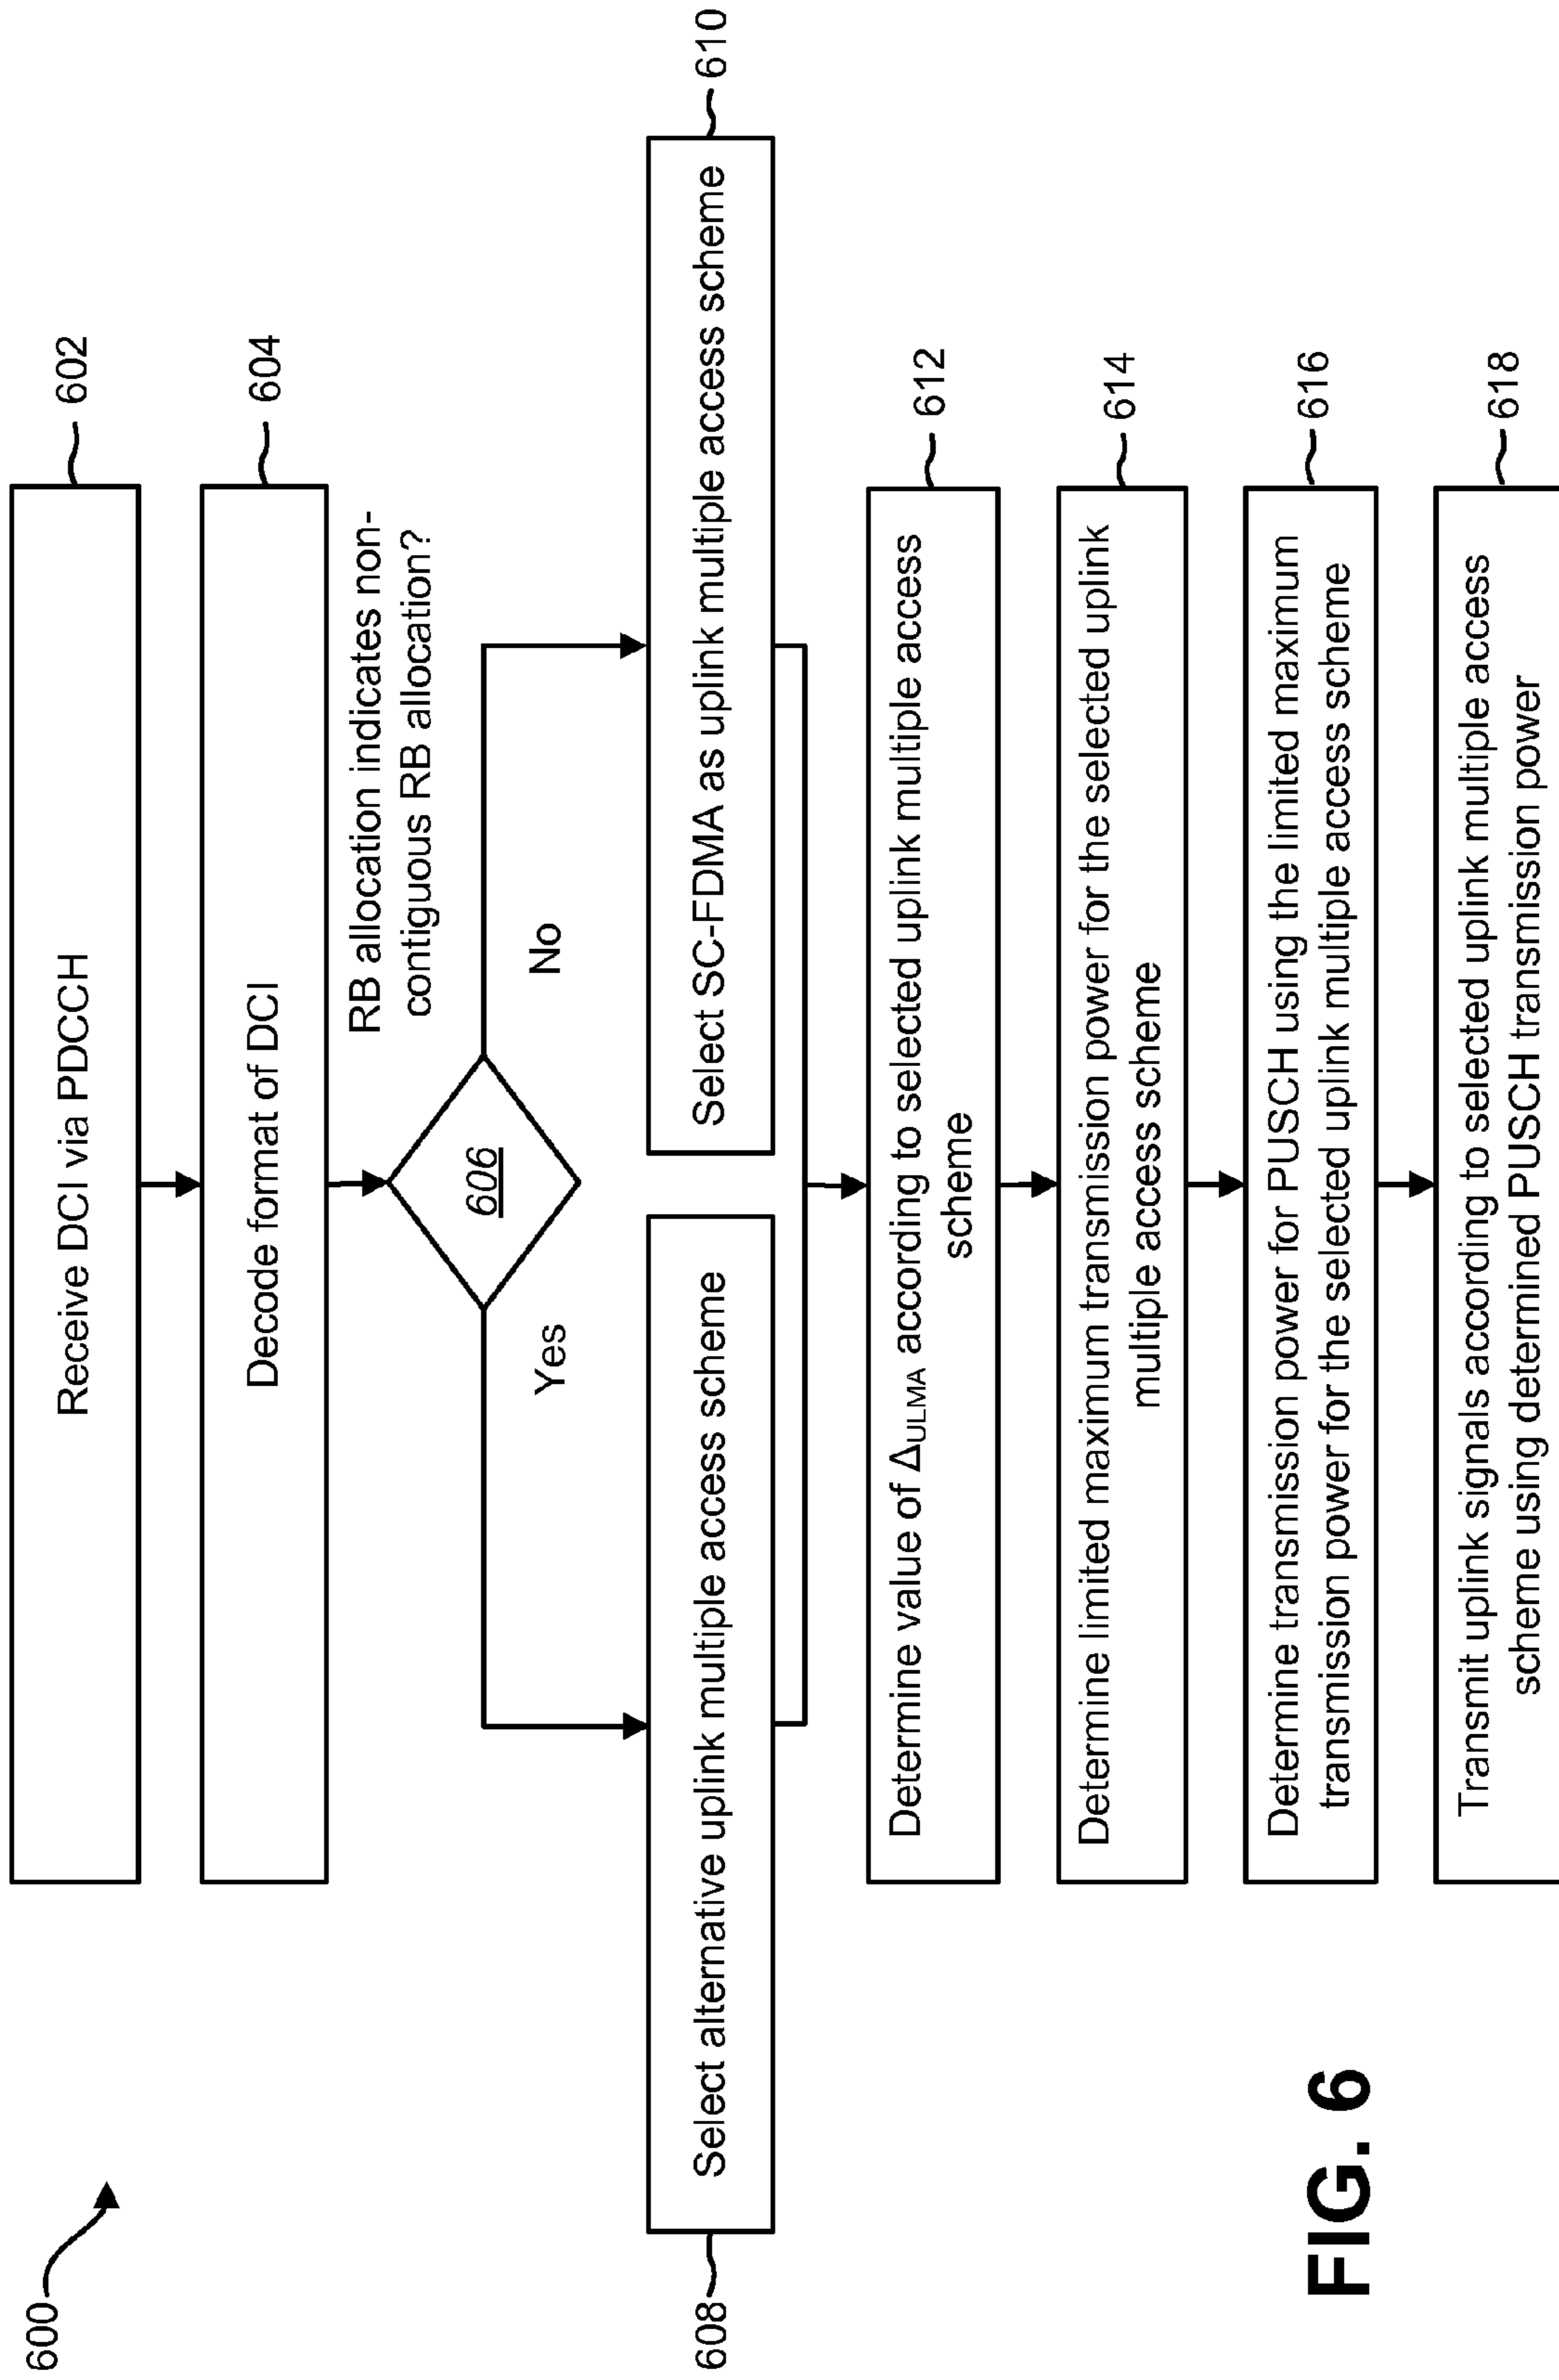 600
Receive DCI via PDCCH
602
Decode format of DCI
604
RB allocation indicates non-
contiguous RB allocation?
606
Yes
No
608
Select alternative uplink multiple access scheme
Select SC-FDMA as uplink multiple access scheme
610
Determine value of ΔULMA according to selected uplink multiple access
scheme
612
Determine limited maximum transmission power for the selected uplink
multiple access scheme
614
Determine transmission power for PUSCH using the limited maximum
transmission power for the selected uplink multiple access scheme
616
Transmit uplink signals according to selected uplink multiple access
scheme using determined PUSCH transmission power
618
FIG. 6